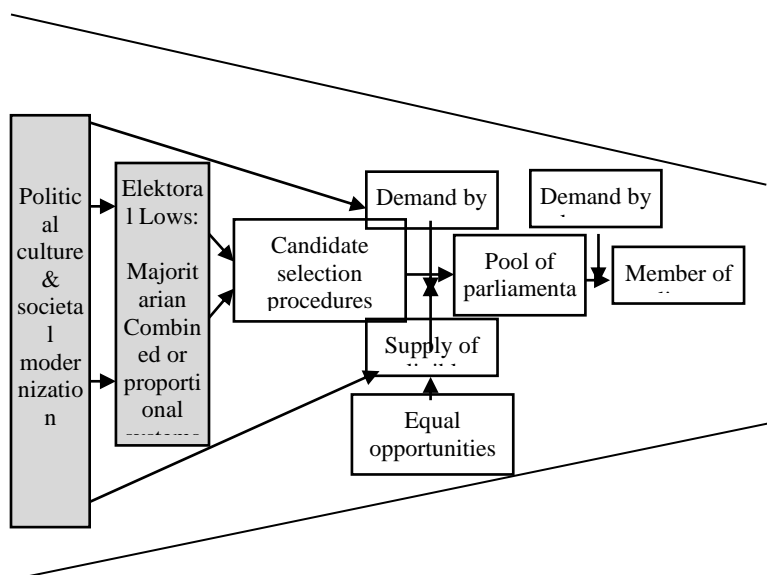 Politic
al
culture
&
societa
l
moder
nizatio
n
Elektora
l Lows:
Majorit
arian
Combin
ed or
proporti
onal
Candidate
selection
procedures
Demand by
Supply of
Equal
opportunities
Pool of
parliamenta
Demand by
Member of